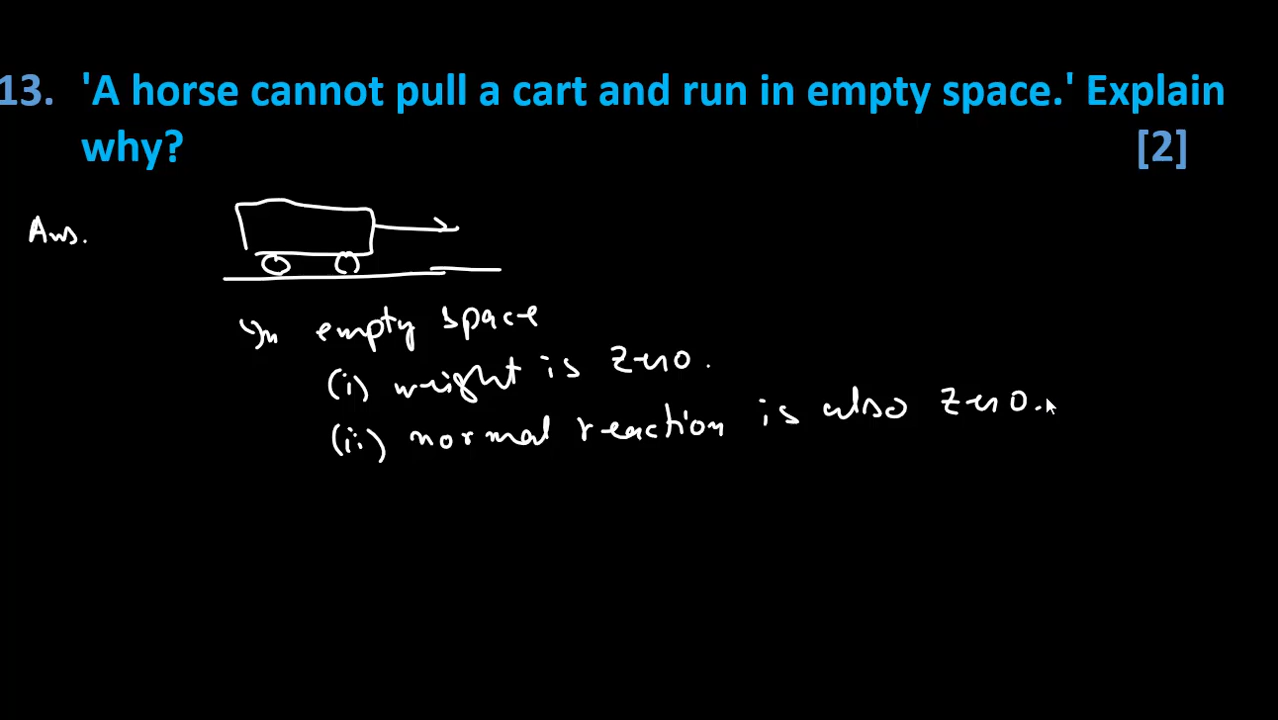 13. 'A horse cannot pull a cart and run in empty space.' Explain
why? [2]
Ans.
In empty space
(i) weight is zero.
(ii) normal reaction is also zero.